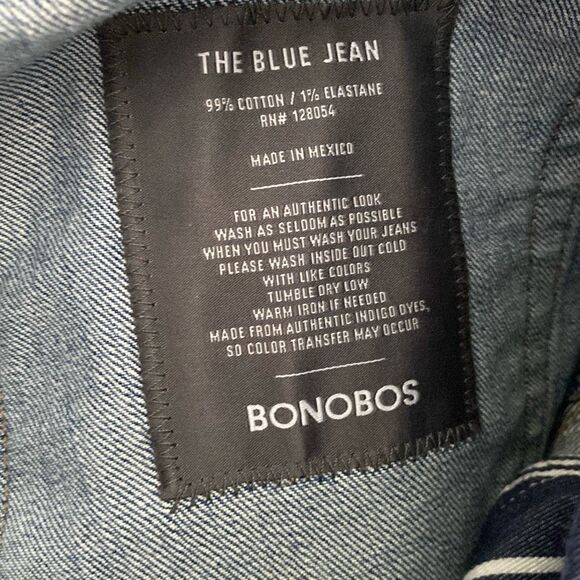 THE BLUE JEAN
99% COTTON / 1% ELASTANE
RN# 128054
MADE IN MEXICO
FOR AN AUTHENTIC LOOK
WASH AS SELDOM AS POSSIBLE
WHEN YOU MUST WASH YOUR JEANS
PLEASE WASH INSIDE OUT COLD
WITH LIKE COLORS
TUMBLE DRY LOW
WARM IRON IF NEEDED
MADE FROM AUTHENTIC INDIGO DYES,
SO COLOR TRANSFER MAY OCCUR
BONOBOS